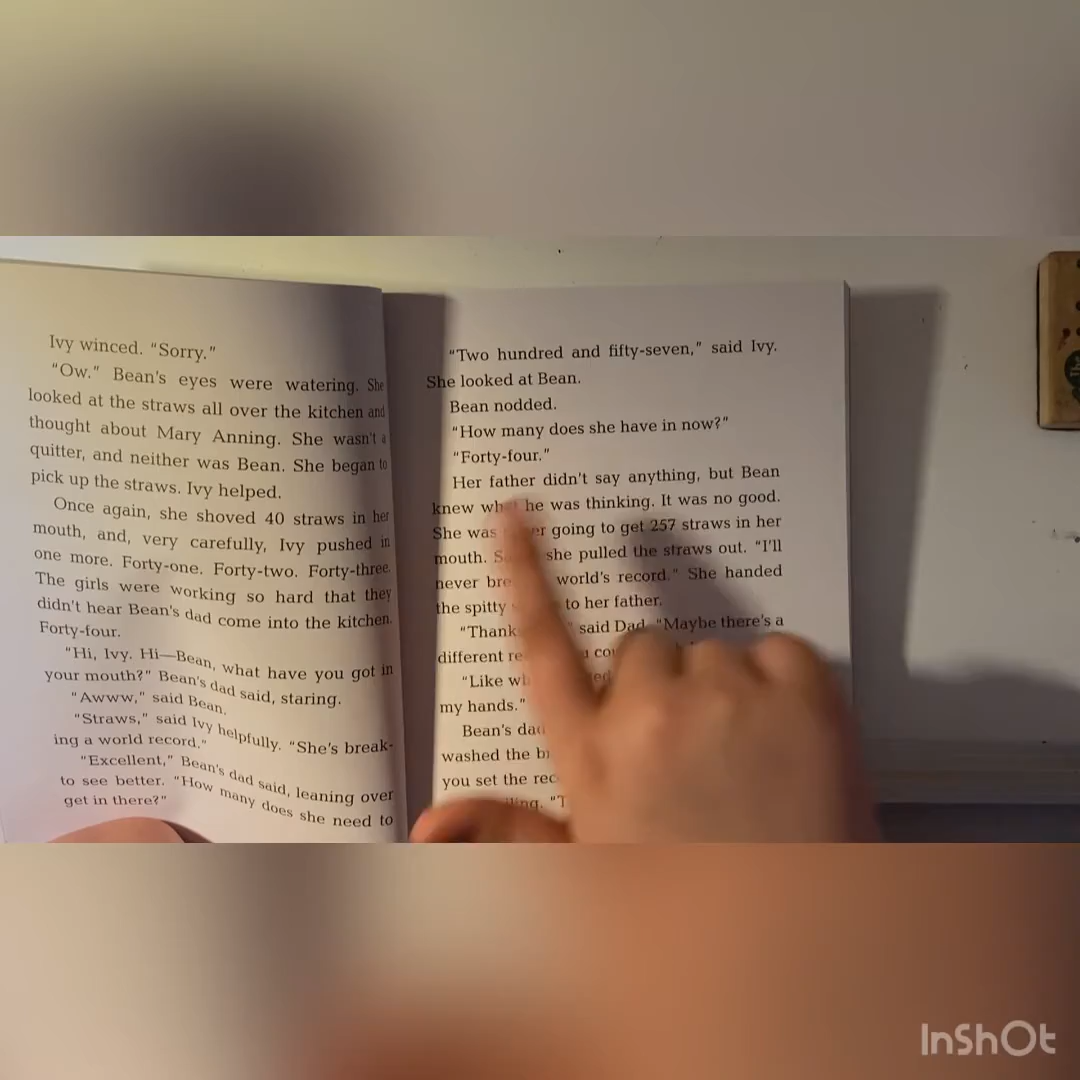 Ivy winced. “Sorry.”
“Ow.” Bean’s eyes were watering. She
looked at the straws all over the kitchen and
thought about Mary Anning. She wasn’t a
quitter, and neither was Bean. She began to
pick up the straws. Ivy helped.
Once again, she shoved 40 straws in her
mouth, and, very carefully, Ivy pushed in
one more. Forty-one. Forty-two. Forty-three.
The girls were working so hard that they
didn’t hear Bean’s dad come into the kitchen.
Forty-four.
“Hi, Ivy. Hi—Bean, what have you got in
your mouth?” Bean’s dad said, staring.
“Awww,” said Bean.
“Straws,” said Ivy helpfully. “She’s break-
ing a world record.”
“Excellent,” Bean’s dad said, leaning over
to see better. “How many does she need to
get in there?”
“Two hundred and fifty-seven,” said Ivy.
She looked at Bean.
Bean nodded.
“How many does she have in now?”
“Forty-four.”
Her father didn’t say anything, but Bean
knew what he was thinking. It was no good.
She was going to get 257 straws in her
mouth. she pulled the straws out. “I’ll
never world’s record.” She handed
the spitty to her father.
said Dad. “Maybe there’s a
different
“Like
my hands.”
Bean’s
washed the
you set the
InShOt